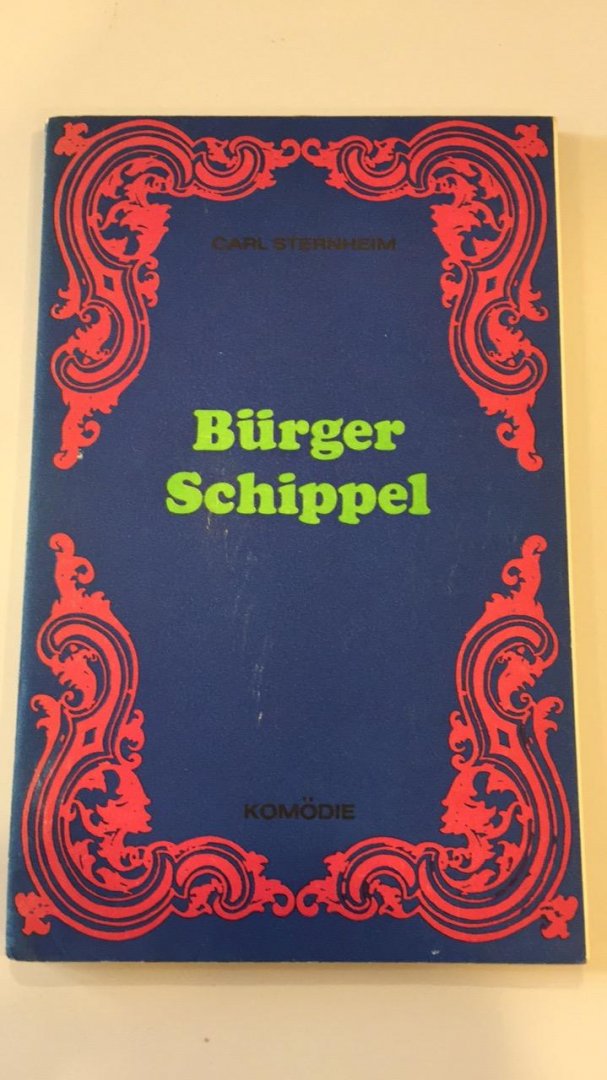 CARL STERNHEIM
Bürger
Schippel
KOMÖDIE